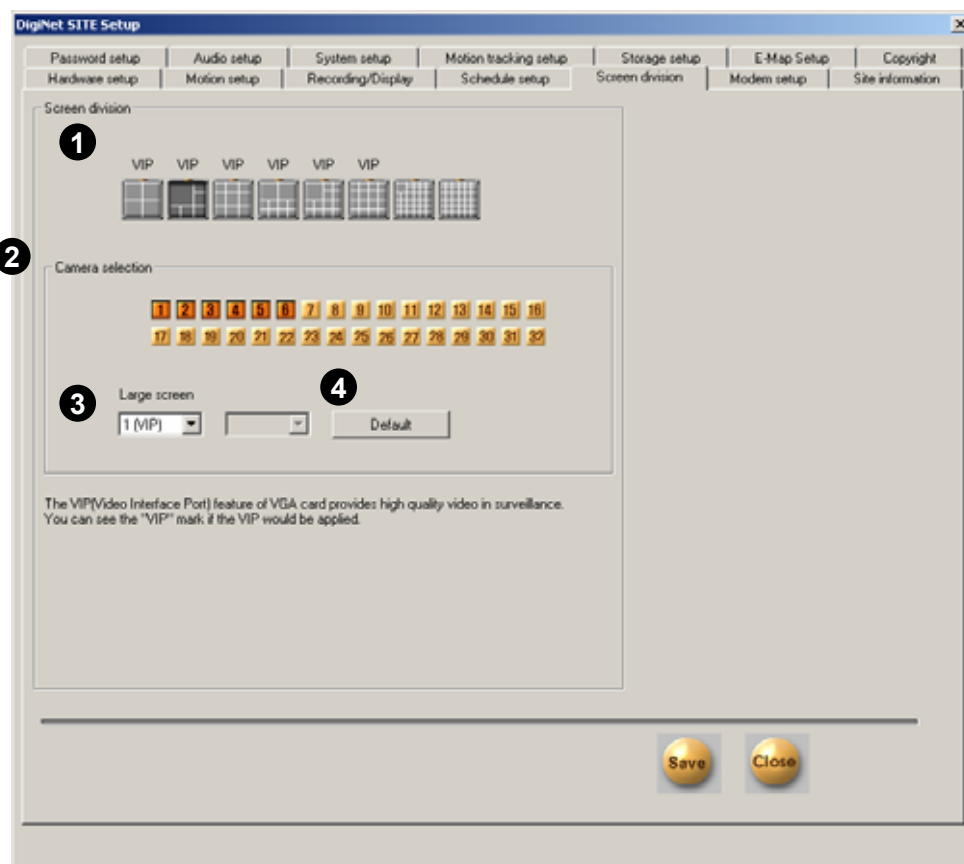 DigiNet SITE Setup
Password setup Audio setup System setup Motion tracking setup Storage setup E-Map Setup Copyright
Hardware setup Motion setup Recording/Display Schedule setup Screen division Modem setup Site information
Screen division
1
VIP VIP VIP VIP VIP VIP
2
Camera selection
1 2 3 4 5 6 7 8 9 10 11 12 13 14 15 16
17 18 19 20 21 22 23 24 25 26 27 28 29 30 31 32
3 Large screen 4
1 (VIP) Default
The VIP(Video Interface Port) feature of VGA card provides high quality video in surveillance.
You can see the "VIP" mark if the VIP would be applied.
Save Close